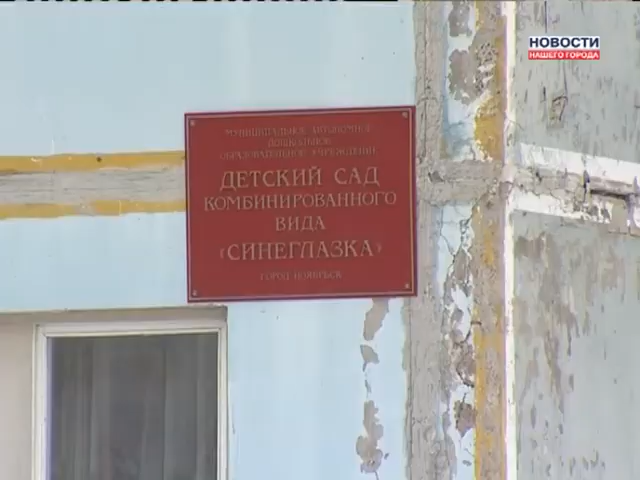 НОВОСТИ
НАШЕГО ГОРОДА
МУНИЦИПАЛЬНОЕ АВТОНОМНОЕ
ДОШКОЛЬНОЕ
ОБРАЗОВАТЕЛЬНОЕ УЧРЕЖДЕНИЕ
ДЕТСКИЙ САД
КОМБИНИРОВАННОГО
ВИДА
«СИНЕГЛАЗКА»
ГОРОД НОЯБРЬСК